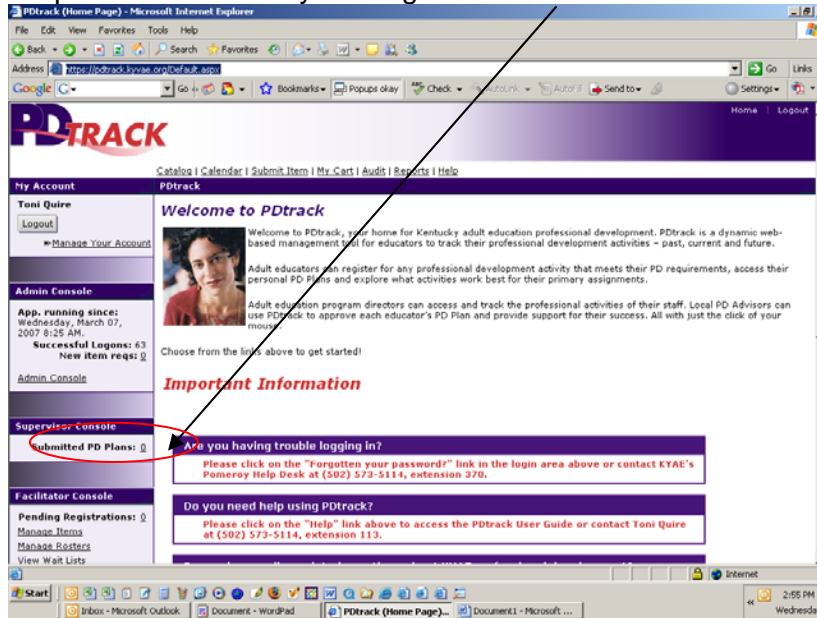 PDtrack (Home Page) - Microsoft Internet Explorer
File Edit View Favorites Tools Help
Back Search Favorites
Address https://pdtrack.kyvae.org/Default.aspx Go Links
Google G Go Bookmarks Popups okay Check AutoLink AutoFill Send to Settings
Home | Logout
PDTRACK
Catalog | Calendar | Submit Item | My Cart | Audit | Reports | Help
My Account
Toni Quire
Logout
Manage Your Account
Admin Console
App. running since:
Wednesday, March 07,
2007 8:25 AM.
Successful Logons: 63
New item reqs: 0
Admin Console
Supervisor Console
Submitted PD Plans: 0
Facilitator Console
Pending Registrations: 0
Manage Items
Manage Rosters
View Wait Lists
PDtrack
Welcome to PDtrack
Welcome to PDtrack, your home for Kentucky adult education professional development. PDtrack is a dynamic web-
based management tool for educators to track their professional development activities – past, current and future.
Adult educators can register for any professional development activity that meets their PD requirements, access their
personal PD Plans and explore what activities work best for their primary assignments.
Adult education program directors can access and track the professional activities of their staff. Local PD Advisors can
use PDtrack to approve each educator's PD Plan and provide support for their success. All with just the click of your
mouse.
Choose from the links above to get started!
Important Information
Are you having trouble logging in?
Please click on the "Forgotten your password?" link in the login area above or contact KYAE's
Pomeroy Help Desk at (502) 573-5114, extension 370.
Do you need help using PDtrack?
Please click on the "Help" link above to access the PDtrack User Guide or contact Toni Quire
at (502) 573-5114, extension 113.
Internet
Start 2:55 PM
Inbox - Microsoft Outlook Document - WordPad PDtrack (Home Page)... Document1 - Microsoft ... Wednesda